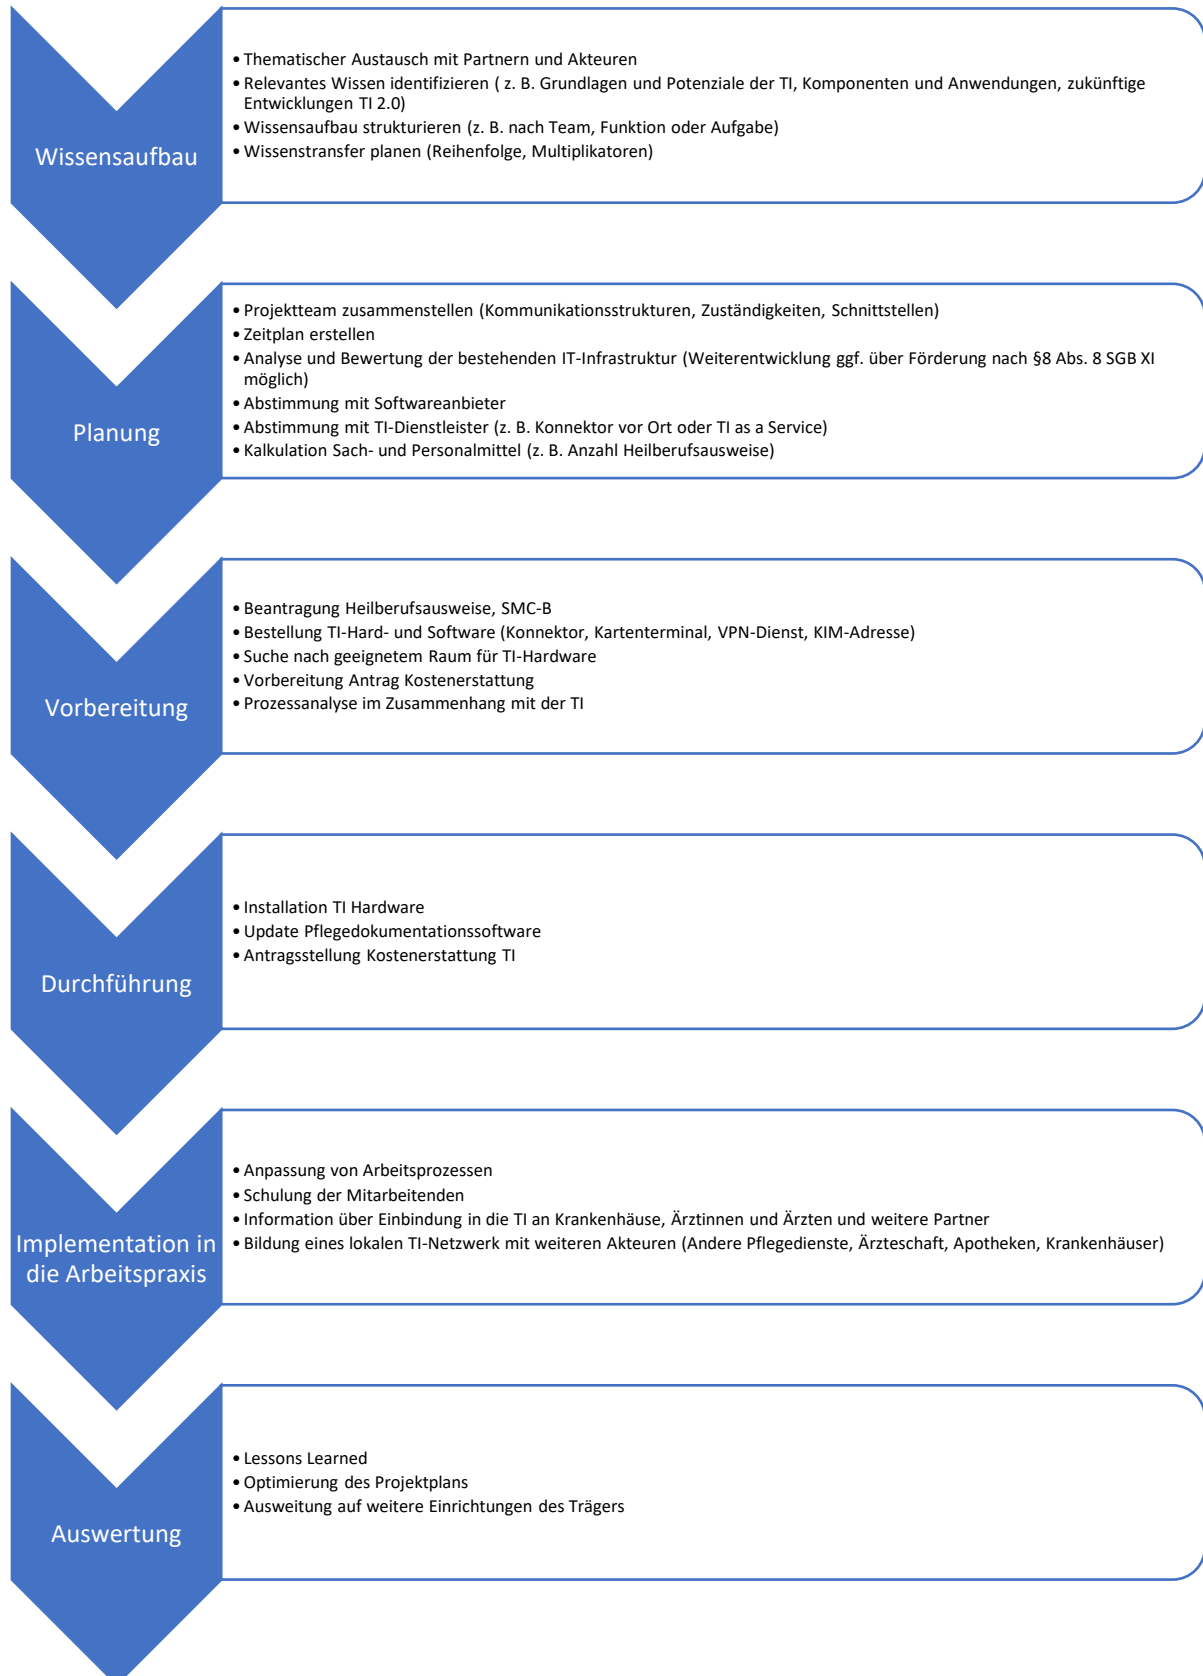 Wissensaufbau
• Thematischer Austausch mit Partnern und Akteuren
• Relevantes Wissen identifizieren ( z. B. Grundlagen und Potenziale der TI, Komponenten und Anwendungen, zukünftige
Entwicklungen TI 2.0)
• Wissensaufbau strukturieren (z. B. nach Team, Funktion oder Aufgabe)
• Wissenstransfer planen (Reihenfolge, Multiplikatoren)
Planung
• Projektteam zusammenstellen (Kommunikationsstrukturen, Zuständigkeiten, Schnittstellen)
• Zeitplan erstellen
• Analyse und Bewertung der bestehenden IT-Infrastruktur (Weiterentwicklung ggf. über Förderung nach §8 Abs. 8 SGB XI
möglich)
• Abstimmung mit Softwareanbieter
• Abstimmung mit TI-Dienstleister (z. B. Konnektor vor Ort oder TI as a Service)
• Kalkulation Sach- und Personalmittel (z. B. Anzahl Heilberufsausweise)
Vorbereitung
• Beantragung Heilberufsausweise, SMC-B
• Bestellung TI-Hard- und Software (Konnektor, Kartenterminal, VPN-Dienst, KIM-Adresse)
• Suche nach geeignetem Raum für TI-Hardware
• Vorbereitung Antrag Kostenerstattung
• Prozessanalyse im Zusammenhang mit der TI
Durchführung
• Installation TI Hardware
• Update Pflegedokumentationssoftware
• Antragsstellung Kostenerstattung TI
Implementation in
die Arbeitspraxis
• Anpassung von Arbeitsprozessen
• Schulung der Mitarbeitenden
• Information über Einbindung in die TI an Krankenhäuse, Ärztinnen und Ärzten und weitere Partner
• Bildung eines lokalen TI-Netzwerk mit weiteren Akteuren (Andere Pflegedienste, Ärzteschaft, Apotheken, Krankenhäuser)
Auswertung
• Lessons Learned
• Optimierung des Projektplans
• Ausweitung auf weitere Einrichtungen des Trägers